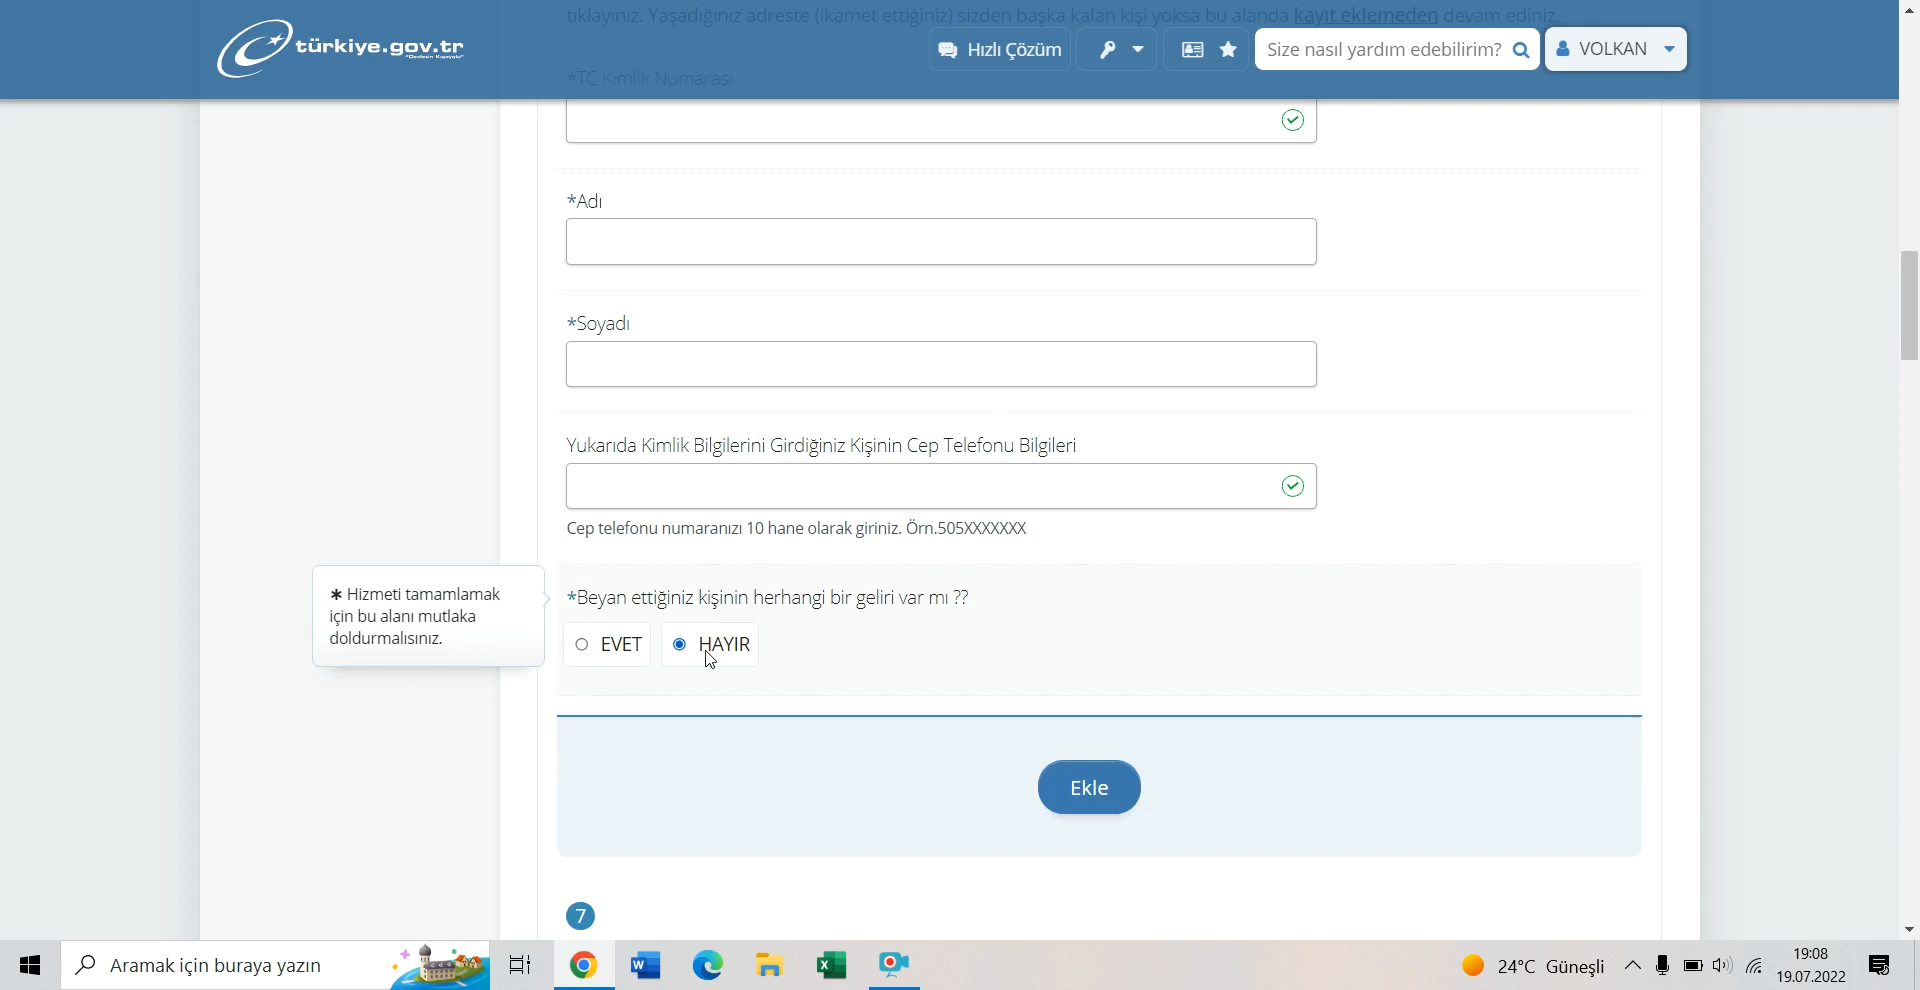 tıklayınız. Yaşadığınız adreste (ikamet ettiğiniz) sizden başka kalan kişi yoksa bu alanda kayıt eklemeden devam ediniz.
türkiye.gov.tr
"Devletin Kısayolu"
Hızlı Çözüm
Size nasıl yardım edebilirim?
VOLKAN
*TC Kimlik Numarası
*Adı
*Soyadı
Yukarıda Kimlik Bilgilerini Girdiğiniz Kişinin Cep Telefonu Bilgileri
Cep telefonu numaranızı 10 hane olarak giriniz. Örn.505XXXXXXX
* Hizmeti tamamlamak
için bu alanı mutlaka
doldurmalısınız.
*Beyan ettiğiniz kişinin herhangi bir geliri var mı ??
EVET
HAYIR
Ekle
7
Aramak için buraya yazın
24°C Güneşli
19:08
19.07.2022